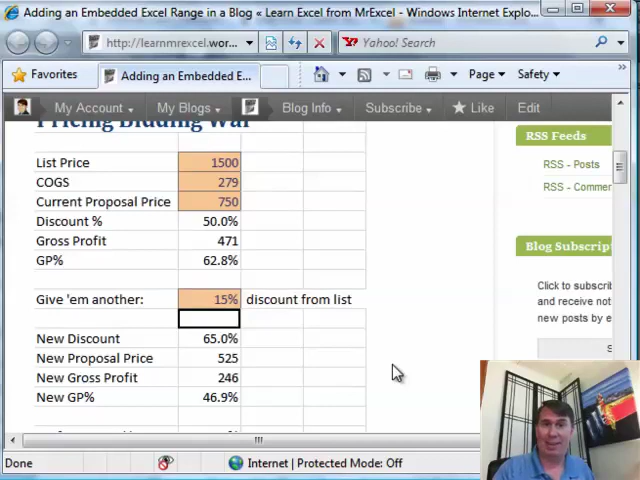 Adding an Embedded Excel Range in a Blog « Learn Excel from MrExcel - Windows Internet Explo...
http://learnmrexcel.wor...
Yahoo! Search
Favorites
Adding an Embedded E...
Page
Safety
My Account
My Blogs
Blog Info
Subscribe
Like
Edit
Pricing Bidding War
List Price 1500
COGS 279
Current Proposal Price 750
Discount % 50.0%
Gross Profit 471
GP% 62.8%
Give 'em another: 15% discount from list
New Discount 65.0%
New Proposal Price 525
New Gross Profit 246
New GP% 46.9%
RSS Feeds
RSS - Posts
RSS - Commer
Blog Subscrip
Click to subscrib
and receive not
new posts by e
Done
Internet | Protected Mode: Off